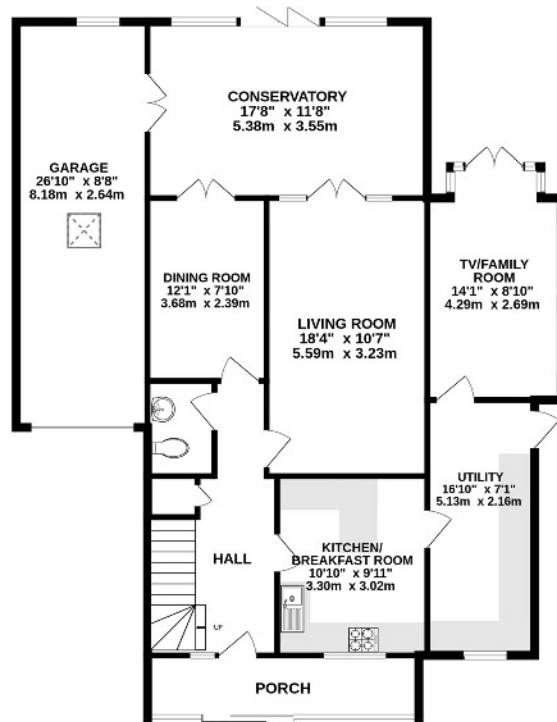 CONSERVATORY
17'8" x 11'8"
5.38m x 3.55m
GARAGE
26'10" x 8'8"
8.18m x 2.64m
DINING ROOM
12'1" x 7'10"
3.68m x 2.39m
LIVING ROOM
18'4" x 10'7"
5.59m x 3.23m
TV/FAMILY
ROOM
14'1" x 8'10"
4.29m x 2.69m
UTILITY
16'10" x 7'1"
5.13m x 2.16m
KITCHEN/
BREAKFAST ROOM
10'10" x 9'11"
3.30m x 3.02m
HALL
UP
PORCH